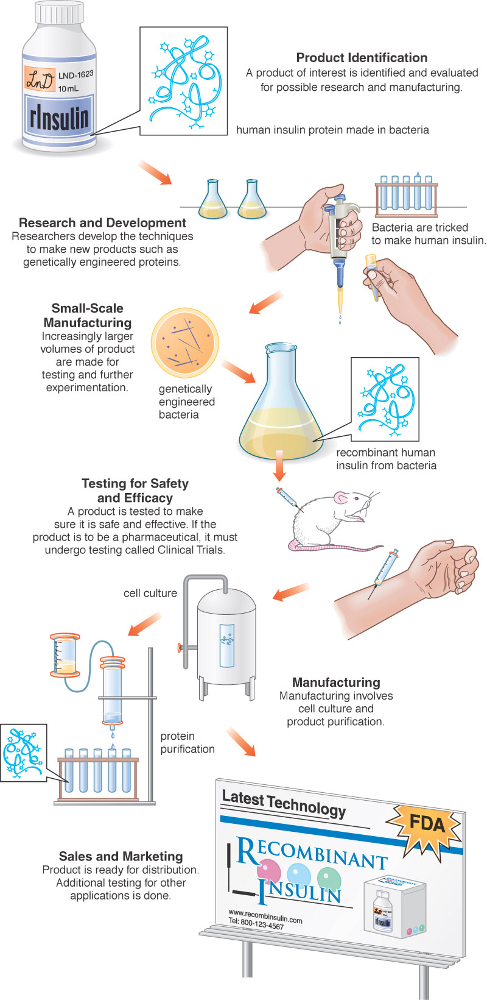 LnD
LND-1623
10 mL
rInsulin
Product Identification
A product of interest is identified and evaluated
for possible research and manufacturing.
human insulin protein made in bacteria
Research and Development
Researchers develop the techniques
to make new products such as
genetically engineered proteins.
Bacteria are tricked
to make human insulin.
Small-Scale
Manufacturing
Increasingly larger
volumes of product
are made for
testing and further
experimentation.
genetically
engineered
bacteria
recombinant human
insulin from bacteria
Testing for Safety
and Efficacy
A product is tested to make
sure it is safe and effective. If the
product is to be a pharmaceutical, it must
undergo testing called Clinical Trials.
cell culture
Manufacturing
Manufacturing involves
cell culture and
product purification.
protein
purification
Latest Technology
FDA
RECOMBINANT
INSULIN
RECOMBINANT
INSULIN
LnD
rInsulin
www.recombinsulin.com
Tel: 800-123-4567
Sales and Marketing
Product is ready for distribution.
Additional testing for other
applications is done.